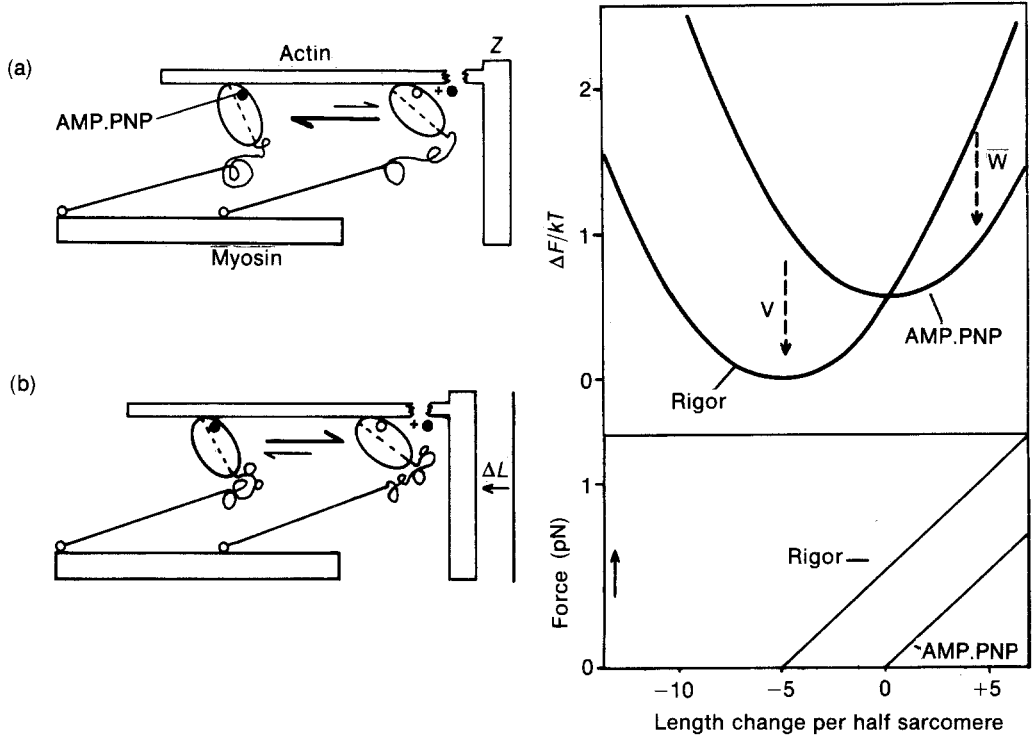 (a)
Actin
Z
AMP.PNP
+
Myosin
(b)
+
ΔL
2
1
0
ΔF/kT
V
W̅
Rigor
AMP.PNP
1
0
Force (pN)
Rigor
AMP.PNP
−10 −5 0 +5
Length change per half sarcomere